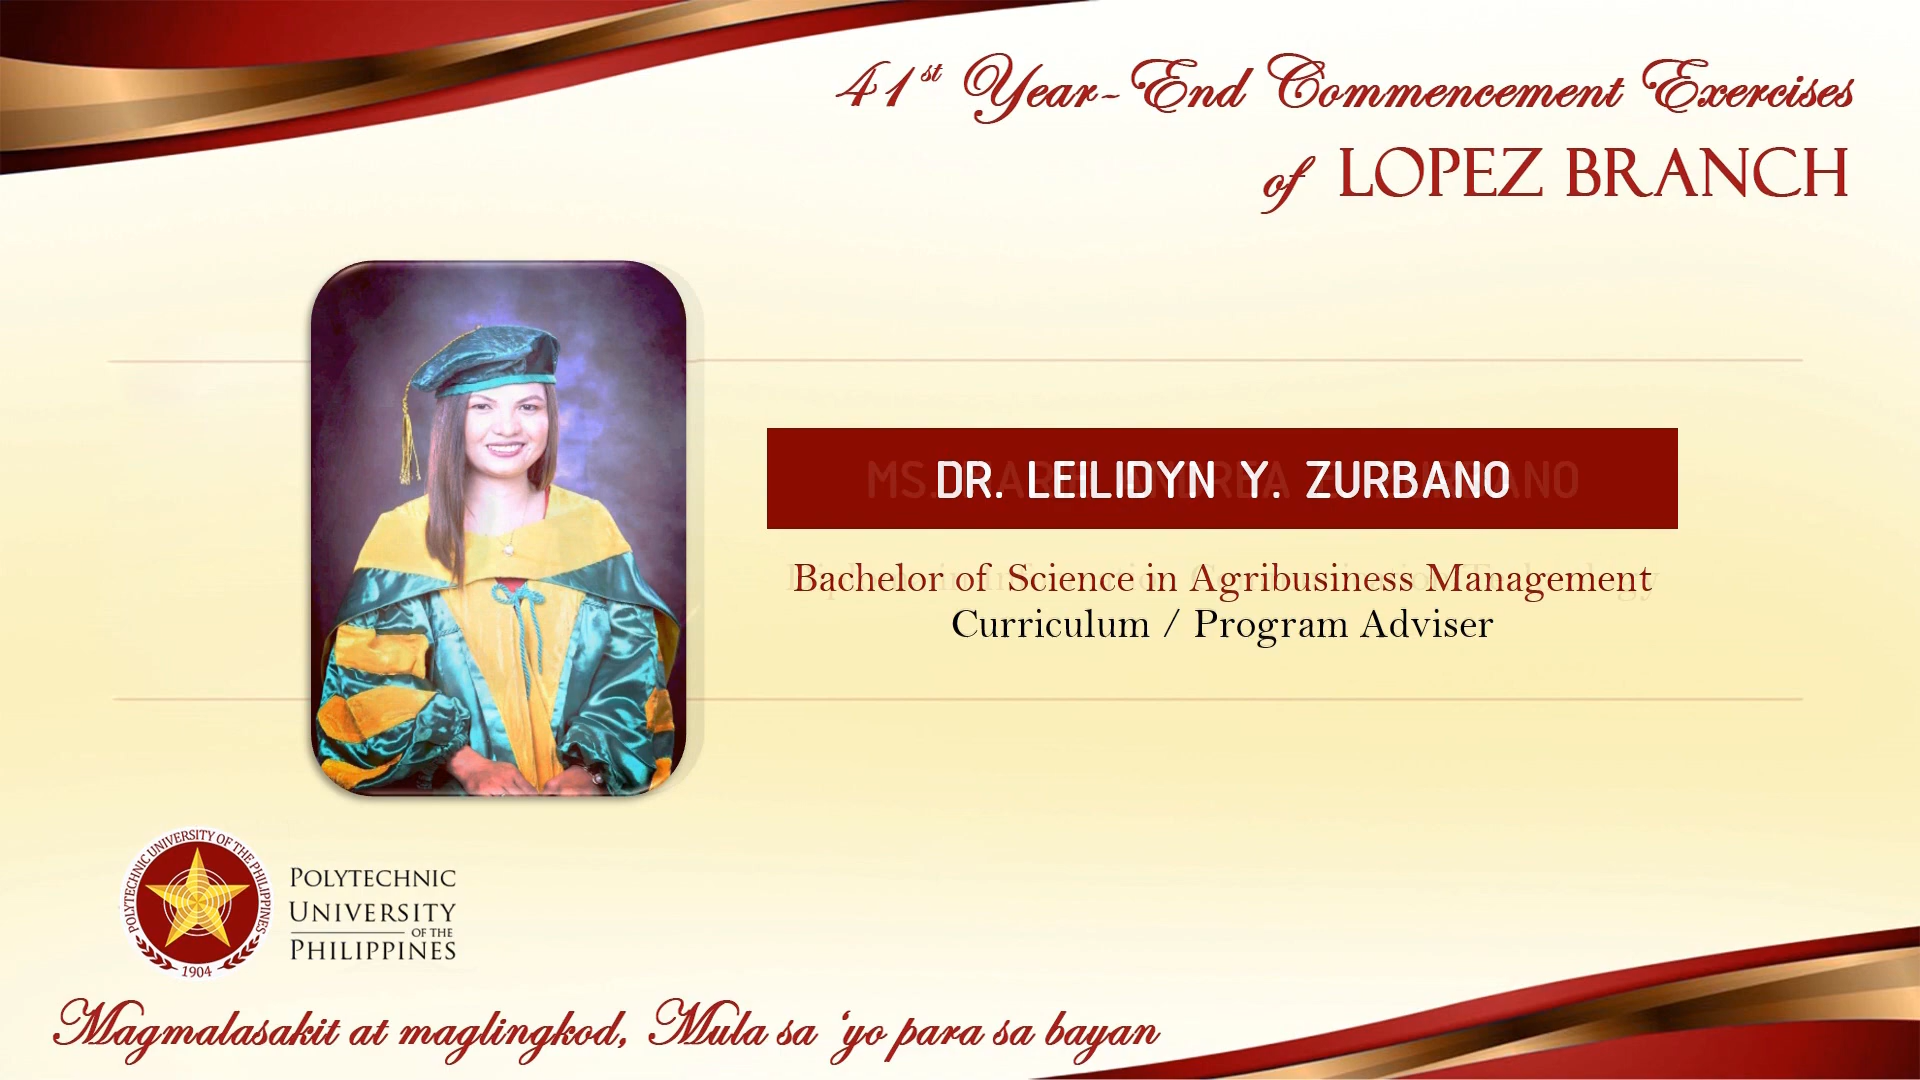 41st Year-End Commencement Exercises
of LOPEZ BRANCH
DR. LEILIDYN Y. ZURBANO
Bachelor of Science in Agribusiness Management
Curriculum / Program Adviser
POLYTECHNIC UNIVERSITY OF THE PHILIPPINES
1904
POLYTECHNIC
UNIVERSITY
OF THE
PHILIPPINES
Magmalasakit at maglingkod, Mula sa ‘yo para sa bayan